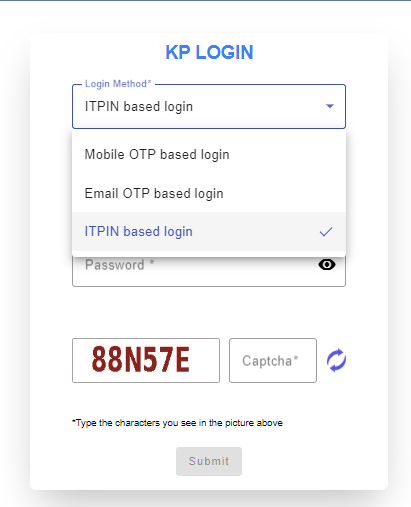 KP LOGIN
Login Method*
ITPIN based login
Mobile OTP based login
Email OTP based login
ITPIN based login
Password *
88N57E
Captcha*
*Type the characters you see in the picture above
Submit